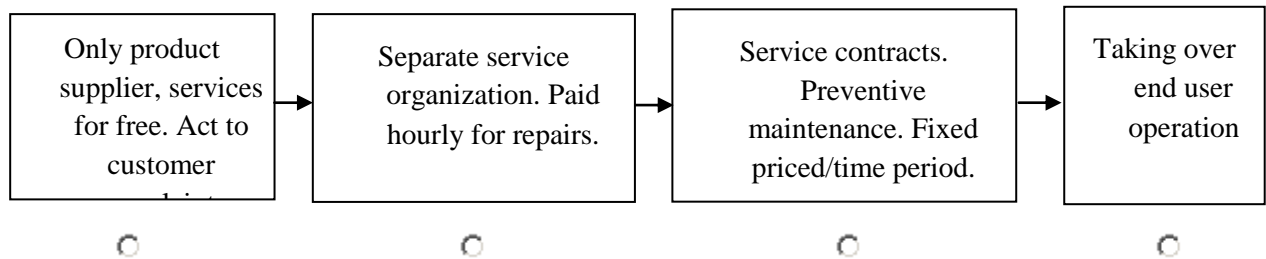 Only product
supplier, services
for free. Act to
customer
Separate service
organization. Paid
hourly for repairs.
Service contracts.
Preventive
maintenance. Fixed
priced/time period.
Taking over
end user
operation